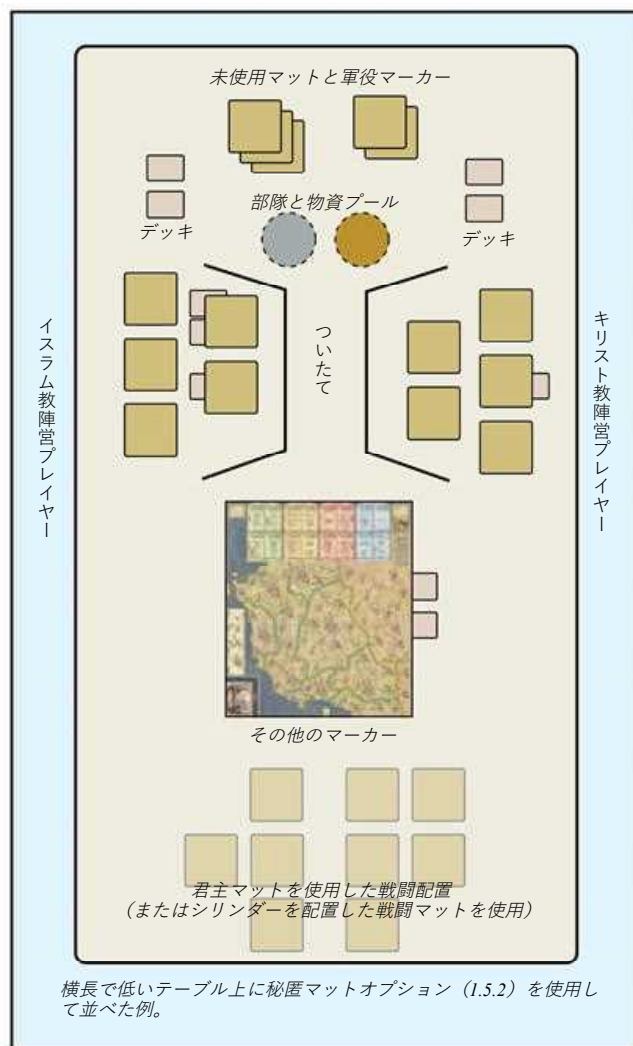 未使用マットと軍役マーカー
部隊と物資プール
デッキ
デッキ
イスラム教陣営プレイヤー
ついたて
キリスト教陣営プレイヤー
その他のマーカー
君主マットを使用した戦闘配置
（またはシリンダーを配置した戦闘マットを使用）
横長で低いテーブル上に秘匿マットオプション（1.5.2）を使用し
て並べた例。